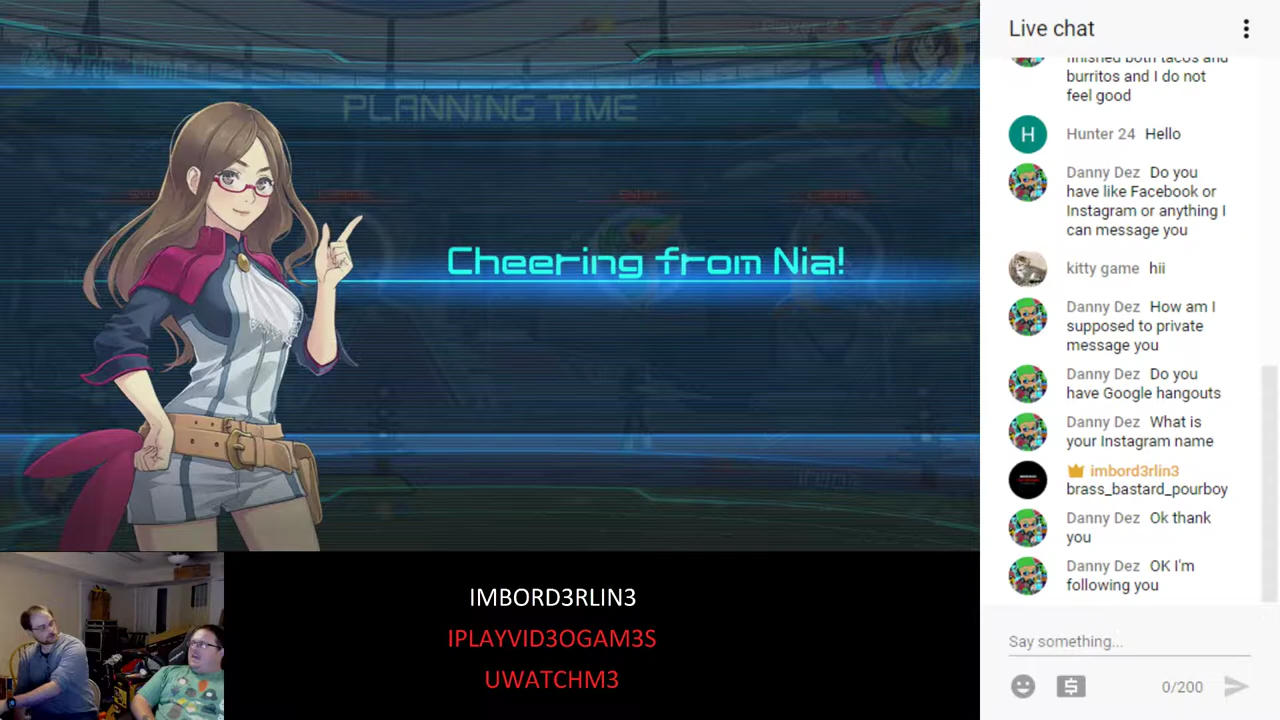 PLANNING TIME
Cheering from Nia!
IMBORD3RLIN3
IPLAYVID3OGAM3S
UWATCHM3
Live chat
finished both tacos and
burritos and I do not
feel good
Hunter 24 Hello
Danny Dez Do you
have like Facebook or
Instagram or anything I
can message you
kitty game hii
Danny Dez How am I
supposed to private
message you
Danny Dez Do you
have Google hangouts
Danny Dez What is
your Instagram name
imbord3rlin3
brass_bastard_pourboy
Danny Dez Ok thank
you
Danny Dez OK I'm
following you
Say something...
0/200